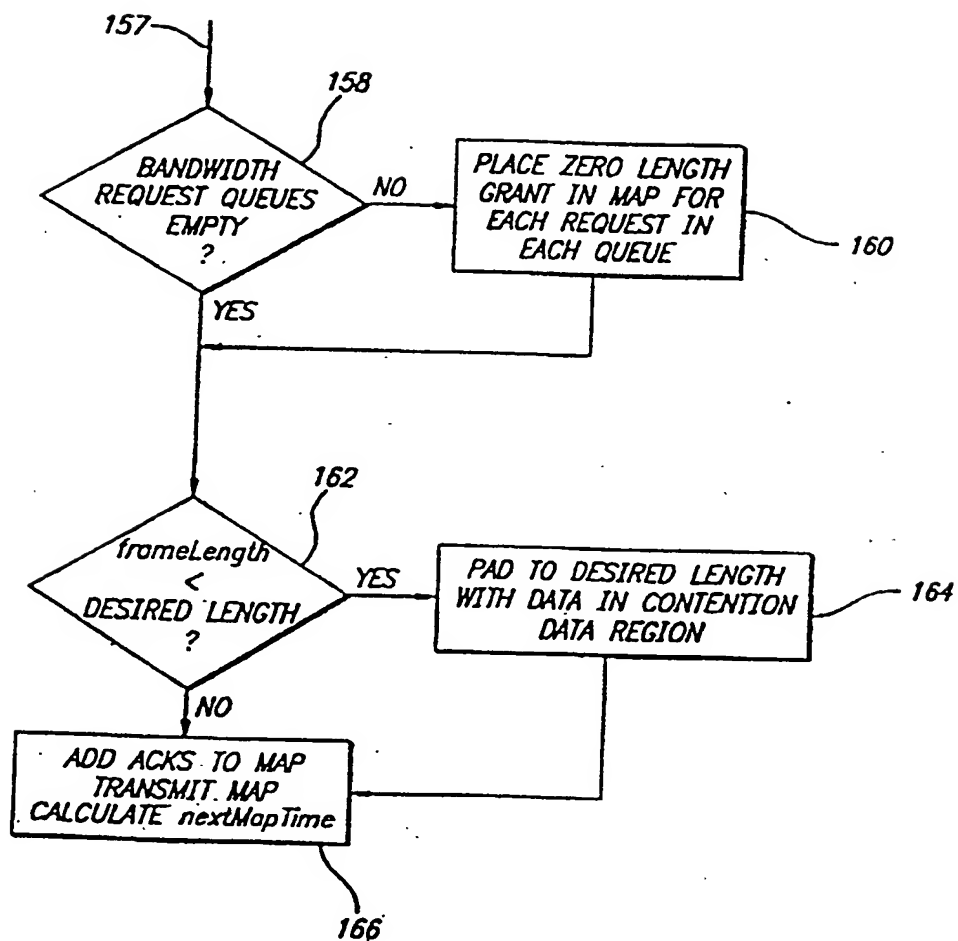 157
158
BANDWIDTH
REQUEST QUEUES
EMPTY
?
NO
PLACE ZERO LENGTH
GRANT IN MAP FOR
EACH REQUEST IN
EACH QUEUE
160
YES
162
frameLength
<
DESIRED LENGTH
?
YES
PAD TO DESIRED LENGTH
WITH DATA IN CONTENTION
DATA REGION
164
NO
ADD ACKS TO MAP
TRANSMIT MAP
CALCULATE nextMapTime
166